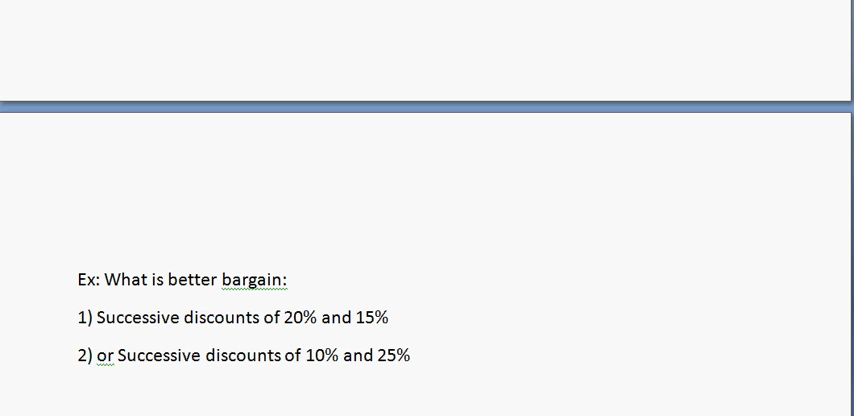 Ex: What is better bargain:
1) Successive discounts of 20% and 15%
2) or Successive discounts of 10% and 25%